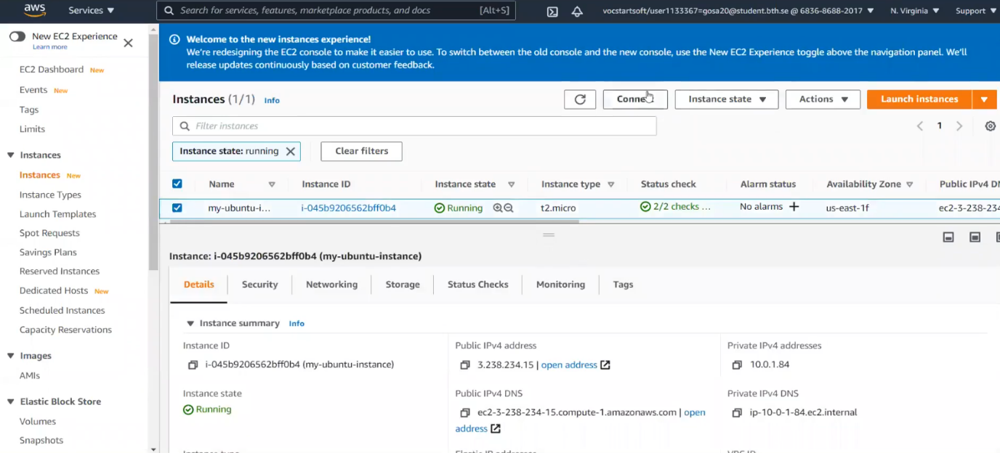 aws
Services
Search for services, features, marketplace products, and docs [Alt+S]
vocstartsoft/user1133367=gosa20@student.bth.se @ 6836-8688-2017
N. Virginia
Support
New EC2 Experience
Learn more
EC2 Dashboard New
Events New
Tags
Limits
Instances
Instances New
Instance Types
Launch Templates
Spot Requests
Savings Plans
Reserved Instances
Dedicated Hosts New
Scheduled Instances
Capacity Reservations
Images
AMIs
Elastic Block Store
Volumes
Snapshots
Welcome to the new instances experience!
We're redesigning the EC2 console to make it easier to use. To switch between the old console and the new console, use the New EC2 Experience toggle above the navigation panel. We'll
release updates continuously based on customer feedback.
Instances (1/1) Info
Connect
Instance state
Actions
Launch instances
Filter instances
1
Instance state: running
Clear filters
Name Instance ID Instance state Instance type Status check Alarm status Availability Zone Public IPv4 DN
my-ubuntu-i... i-045b9206562bff0b4 Running t2.micro 2/2 checks ... No alarms + us-east-1f ec2-3-238-234
Instance: i-045b9206562bff0b4 (my-ubuntu-instance)
Details Security Networking Storage Status Checks Monitoring Tags
Instance summary Info
Instance ID
i-045b9206562bff0b4 (my-ubuntu-instance)
Public IPv4 address
3.238.234.15 | open address
Private IPv4 addresses
10.0.1.84
Instance state
Running
Public IPv4 DNS
ec2-3-238-234-15.compute-1.amazonaws.com | open
address
Private IPv4 DNS
ip-10-0-1-84.ec2.internal